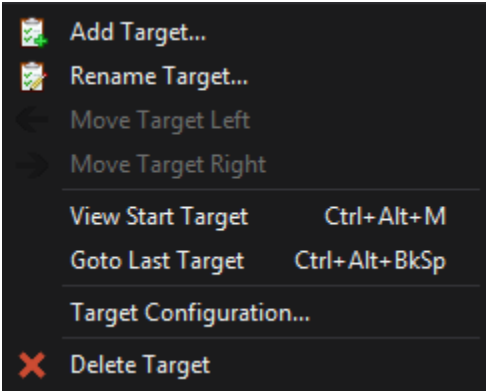 Add Target...
Rename Target...
Move Target Left
Move Target Right
View Start Target Ctrl+Alt+M
Goto Last Target Ctrl+Alt+BkSp
Target Configuration...
Delete Target